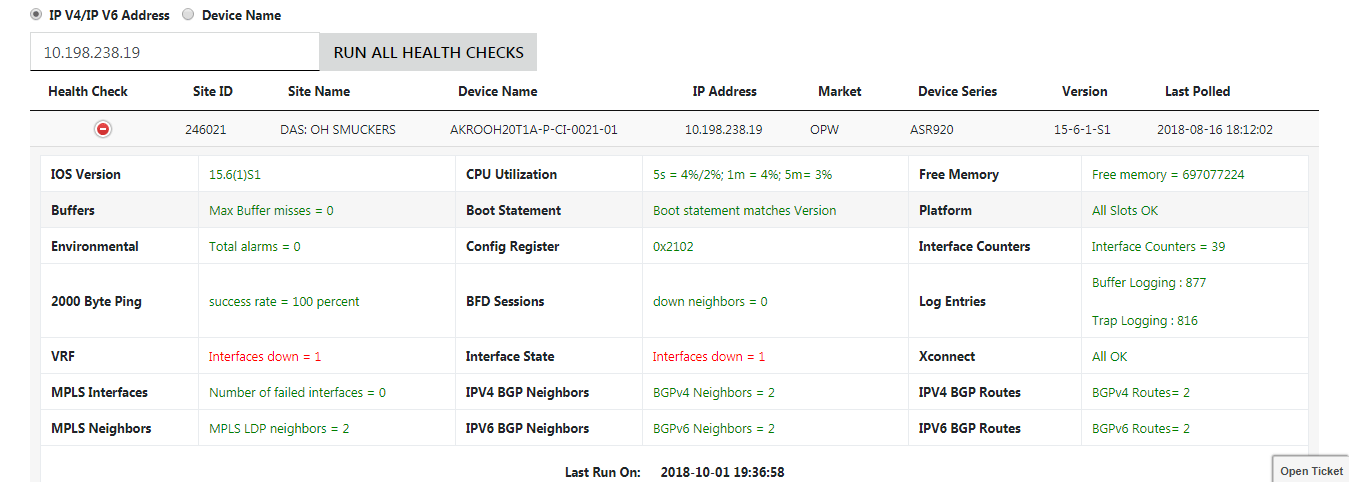 IP V4/IP V6 Address Device Name
10.198.238.19 RUN ALL HEALTH CHECKS
Health Check Site ID Site Name Device Name IP Address Market Device Series Version Last Polled
246021 DAS: OH SMUCKERS AKROOH20T1A-P-CI-0021-01 10.198.238.19 OPW ASR920 15-6-1-S1 2018-08-16 18:12:02
IOS Version 15.6(1)S1 CPU Utilization 5s = 4%/2%; 1m = 4%; 5m= 3% Free Memory Free memory = 697077224
Buffers Max Buffer misses = 0 Boot Statement Boot statement matches Version Platform All Slots OK
Environmental Total alarms = 0 Config Register 0x2102 Interface Counters Interface Counters = 39
2000 Byte Ping success rate = 100 percent BFD Sessions down neighbors = 0 Log Entries Buffer Logging : 877
Trap Logging : 816
VRF Interfaces down = 1 Interface State Interfaces down = 1 Xconnect All OK
MPLS Interfaces Number of failed interfaces = 0 IPV4 BGP Neighbors BGPv4 Neighbors = 2 IPV4 BGP Routes BGPv4 Routes= 2
MPLS Neighbors MPLS LDP neighbors = 2 IPV6 BGP Neighbors BGPv6 Neighbors = 2 IPV6 BGP Routes BGPv6 Routes= 2
Last Run On: 2018-10-01 19:36:58
Open Ticket